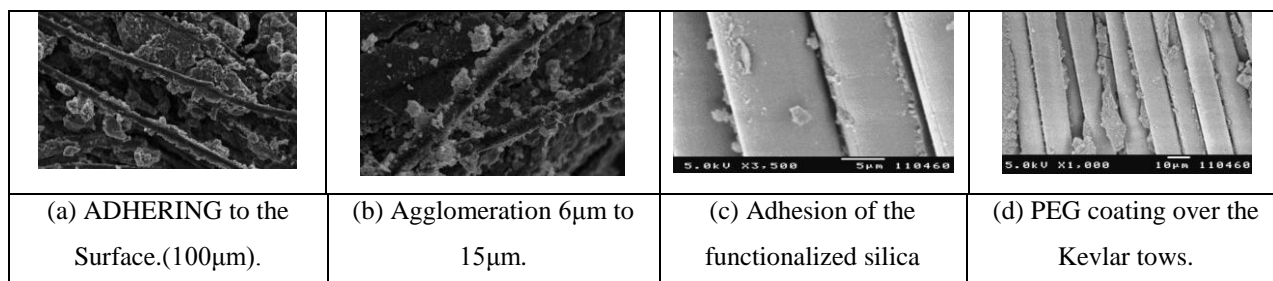 5.0kV X3,500 5µm 110460
5.0kV X1,000 10µm 110460
(a) ADHERING to the
Surface.(100µm).
(b) Agglomeration 6µm to
15µm.
(c) Adhesion of the
functionalized silica
(d) PEG coating over the
Kevlar tows.